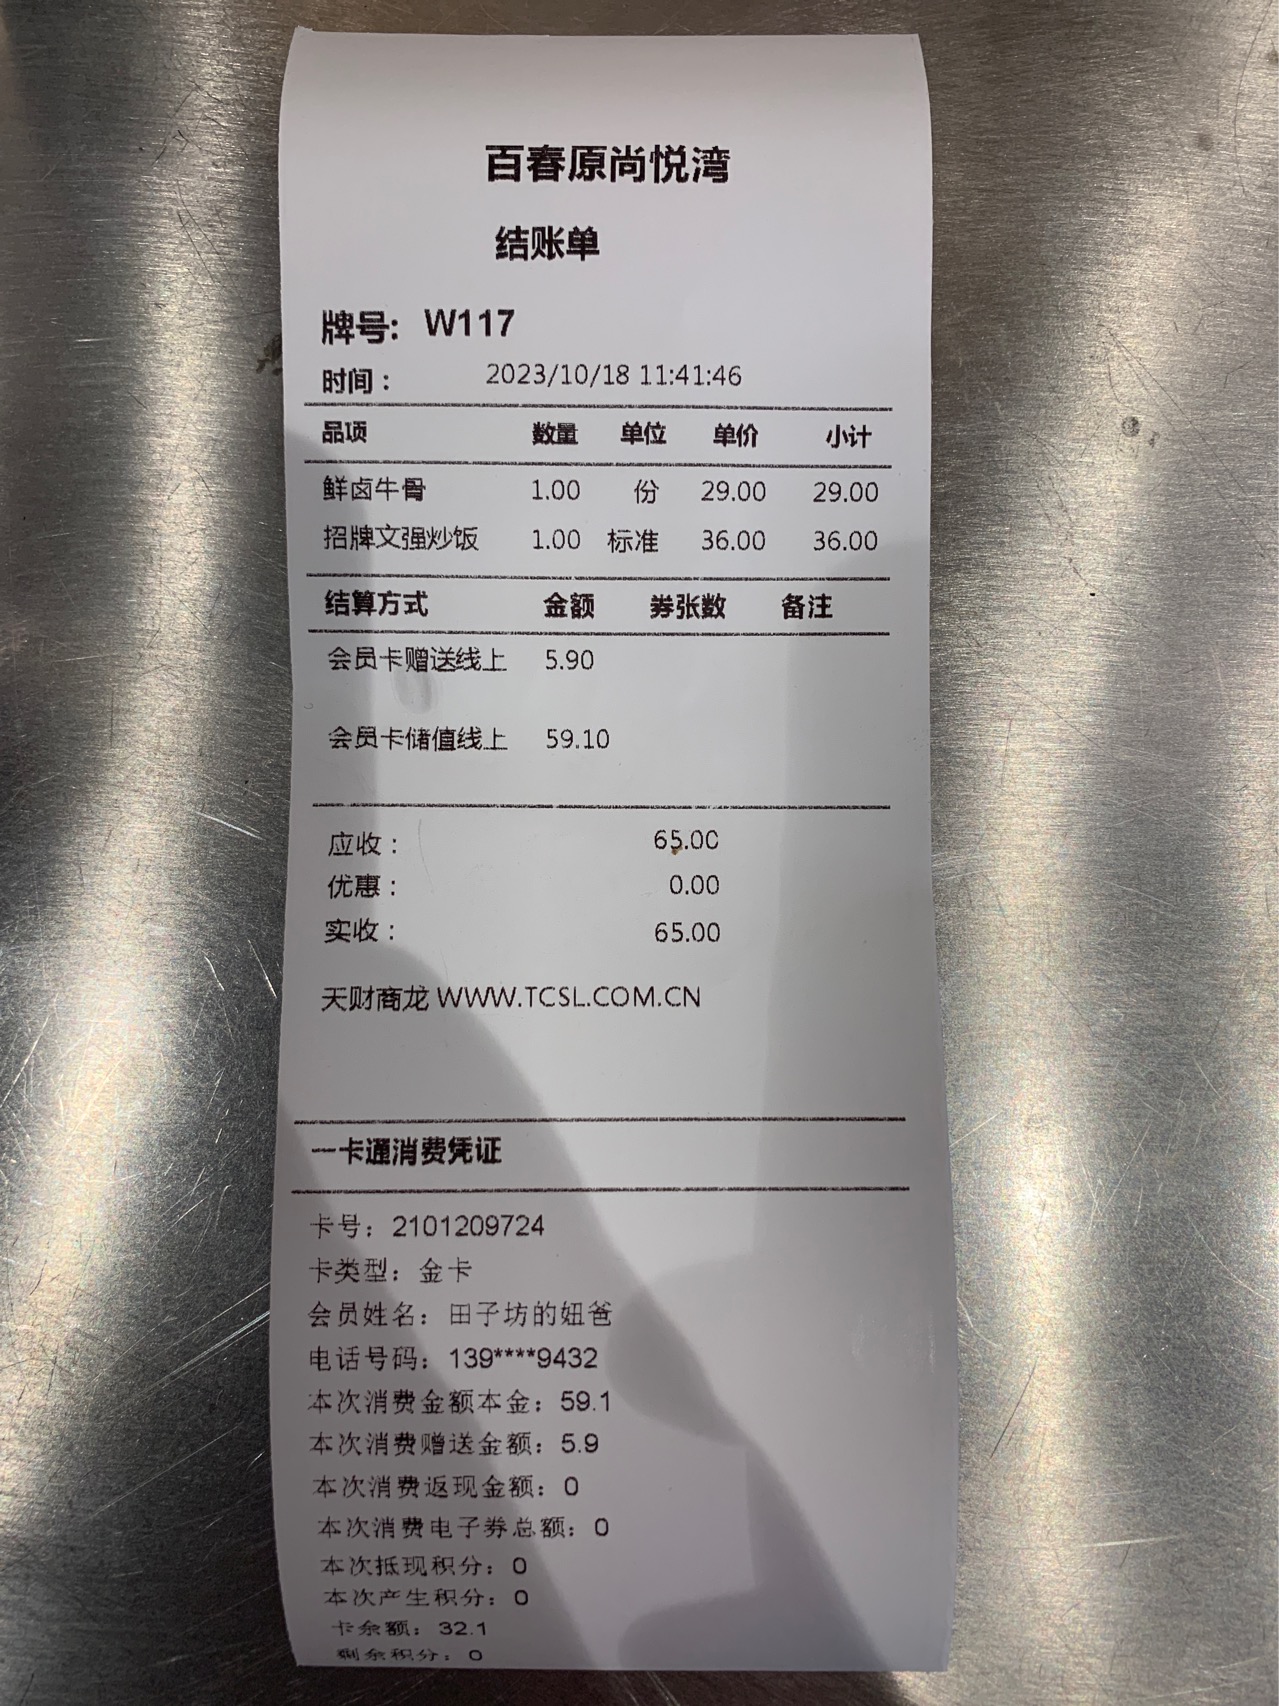 百春原尚悦湾
结账单
牌号: W117
时间： 2023/10/18 11:41:46
品项 数量 单位 单价 小计
鲜卤牛骨 1.00 份 29.00 29.00
招牌文强炒饭 1.00 标准 36.00 36.00
结算方式 金额 券张数 备注
会员卡赠送线上 5.90
会员卡储值线上 59.10
应收： 65.00
优惠： 0.00
实收： 65.00
天财商龙 WWW.TCSL.COM.CN
一卡通消费凭证
卡号：2101209724
卡类型：金卡
会员姓名：田子坊的妞爸
电话号码：139****9432
本次消费金额本金：59.1
本次消费赠送金额：5.9
本次消费返现金额：0
本次消费电子券总额：0
本次抵现积分：0
本次产生积分：0
卡余额：32.1
剩余积分：0